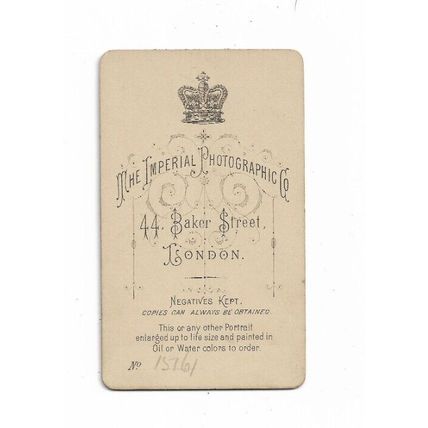 The Imperial Photographic Co
44. Baker Street,
London.
Negatives Kept.
COPIES CAN ALWAYS BE OBTAINED.
This or any other Portrait
enlarged up to life size and painted in
Oil or Water colors to order.
No 15761